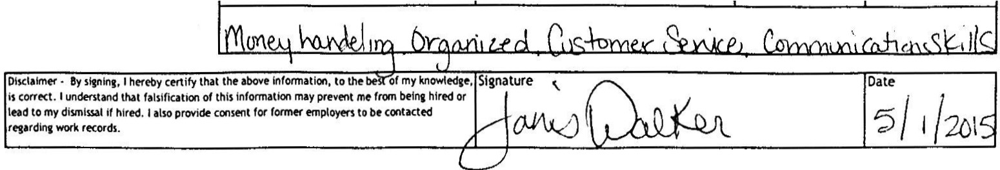 Money handeling, Organized, Customer Service, Communication Skills
Disclaimer - By signing, I hereby certify that the above information, to the best of my knowledge,
is correct. I understand that falsification of this information may prevent me from being hired or
lead to my dismissal if hired. I also provide consent for former employers to be contacted
regarding work records.
Signature
Janis Walker
Date
5/1/2015